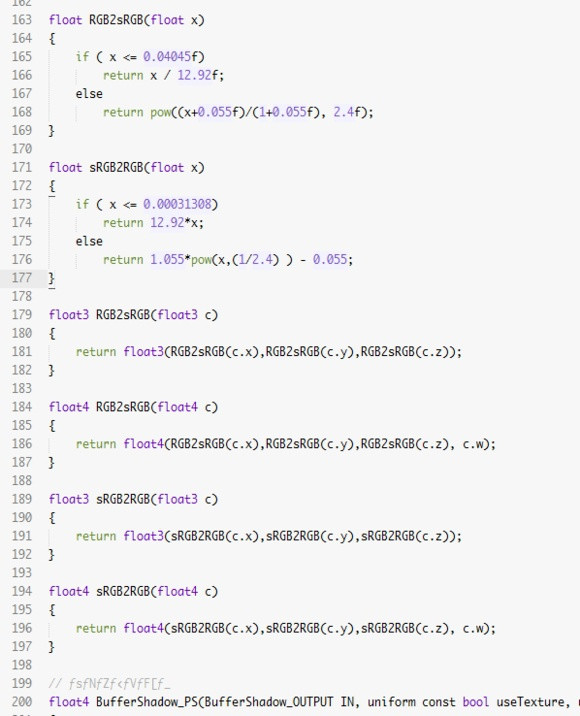 162
163 float RGB2sRGB(float x)
164 {
165 if ( x <= 0.04045f)
166 return x / 12.92f;
167 else
168 return pow((x+0.055f)/(1+0.055f), 2.4f);
169 }
170
171 float sRGB2RGB(float x)
172 {
173 if ( x <= 0.00031308)
174 return 12.92*x;
175 else
176 return 1.055*pow(x,(1/2.4) ) - 0.055;
177 }
178
179 float3 RGB2sRGB(float3 c)
180 {
181 return float3(RGB2sRGB(c.x),RGB2sRGB(c.y),RGB2sRGB(c.z));
182 }
183
184 float4 RGB2sRGB(float4 c)
185 {
186 return float4(RGB2sRGB(c.x),RGB2sRGB(c.y),RGB2sRGB(c.z), c.w);
187 }
188
189 float3 sRGB2RGB(float3 c)
190 {
191 return float3(sRGB2RGB(c.x),sRGB2RGB(c.y),sRGB2RGB(c.z));
192 }
193
194 float4 sRGB2RGB(float4 c)
195 {
196 return float4(sRGB2RGB(c.x),sRGB2RGB(c.y),sRGB2RGB(c.z), c.w);
197 }
198
199 // fsfNfZf‹fVfF[f_
200 float4 BufferShadow_PS(BufferShadow_OUTPUT IN, uniform const bool useTexture,